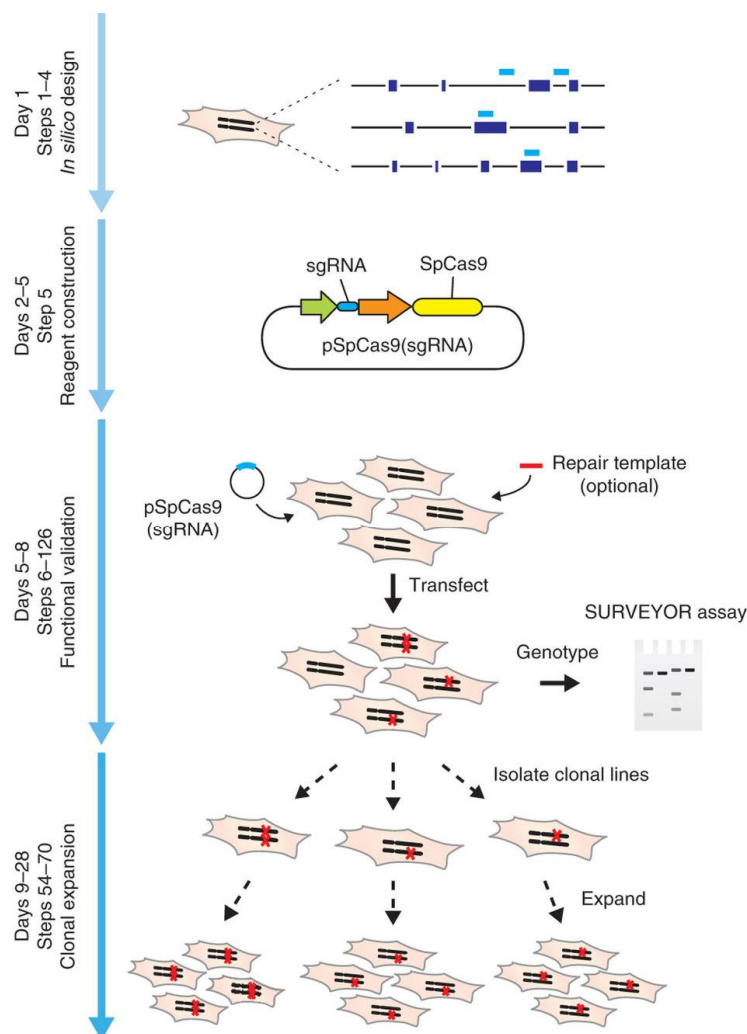 Day 1
Steps 1–4
In silico design
Days 2–5
Step 5
Reagent construction
sgRNA
SpCas9
pSpCas9(sgRNA)
Days 5–8
Steps 6–126
Functional validation
pSpCas9
(sgRNA)
Repair template
(optional)
Transfect
SURVEYOR assay
Genotype
Days 9–28
Steps 54–70
Clonal expansion
Isolate clonal lines
Expand